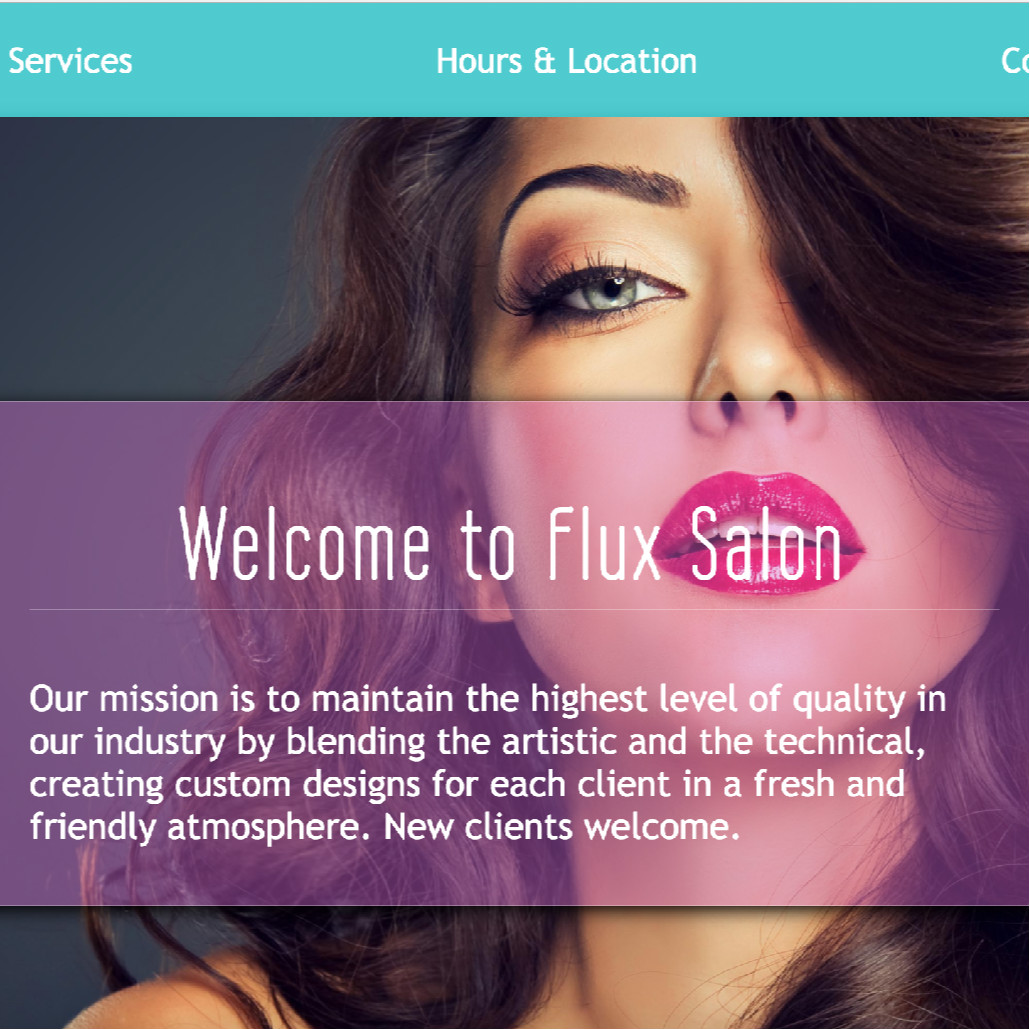 Services
Hours & Location
Welcome to Flux Salon
Our mission is to maintain the highest level of quality in
our industry by blending the artistic and the technical,
creating custom designs for each client in a fresh and
friendly atmosphere. New clients welcome.